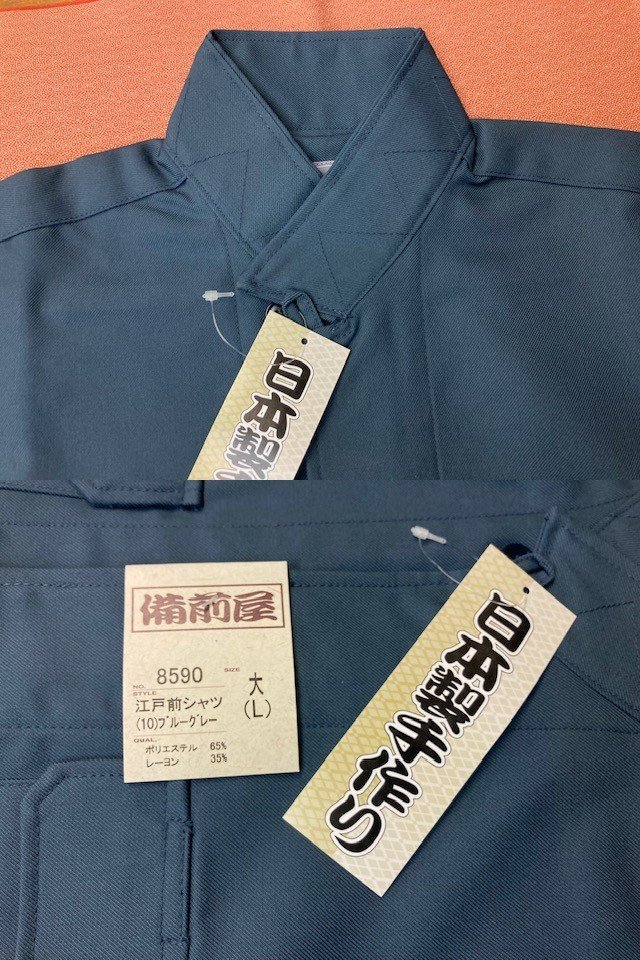 日本製
備前屋
NO. 8590
SIZE
大
(L)
STYLE
江戸前シャツ
(10)ブルーグレー
QUAL.
ポリエステル 65%
レーヨン 35%
日本製手作り